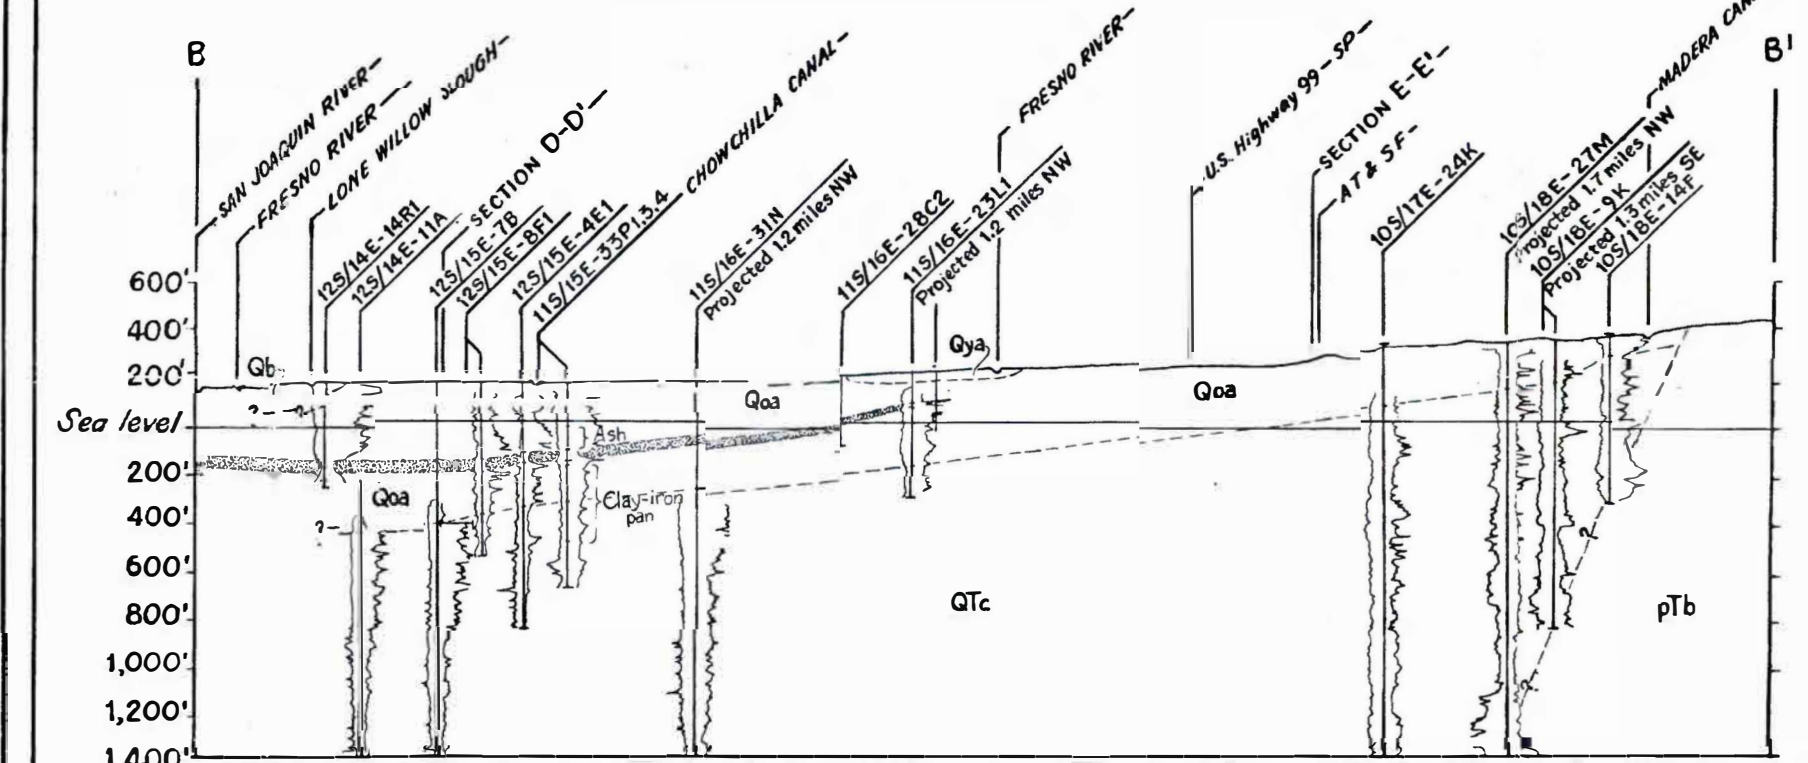 B
B'
SAN JOAQUIN RIVER
FRESNO RIVER
LONE WILLOW SLOUGH
12S/14E-14R1
12S/14E-11A
SECTION D-D'
12S/15E-7B
12S/15E-8F1
12S/15E-4E1
11S/15E-33P1.3.4
CHOWCHILLA CANAL
11S/16E-31N
Projected 1.2 miles NW
11S/16E-28C2
11S/16E-23L1
Projected 1.2 miles NW
FRESNO RIVER
U.S. Highway 99-SP
SECTION E-E'
AT & SF
10S/17E-24K
10S/18E-27M
Projected 1.7 miles NW
10S/18E-9K
Projected 1.3 miles SE
10S/18E-14F
MADERA
600'
400'
200'
Sea level
200'
400'
600'
800'
1,000'
1,200'
1,400'
Qb
Qya
Qoa
Qoa
?
?
Ash
Qoa
Clay-iron
pan
?
QTc
?
?
pTb